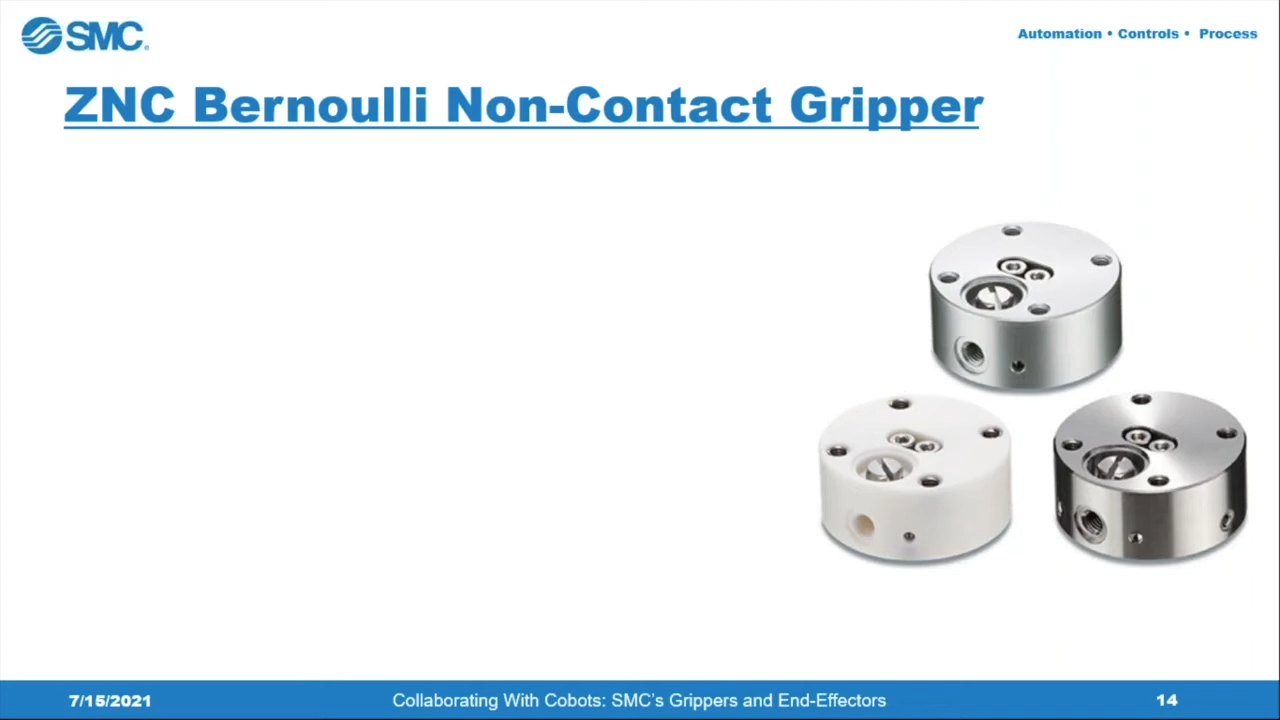 SMC®
Automation • Controls • Process
ZNC Bernoulli Non-Contact Gripper
7/15/2021
Collaborating With Cobots: SMC's Grippers and End-Effectors
14